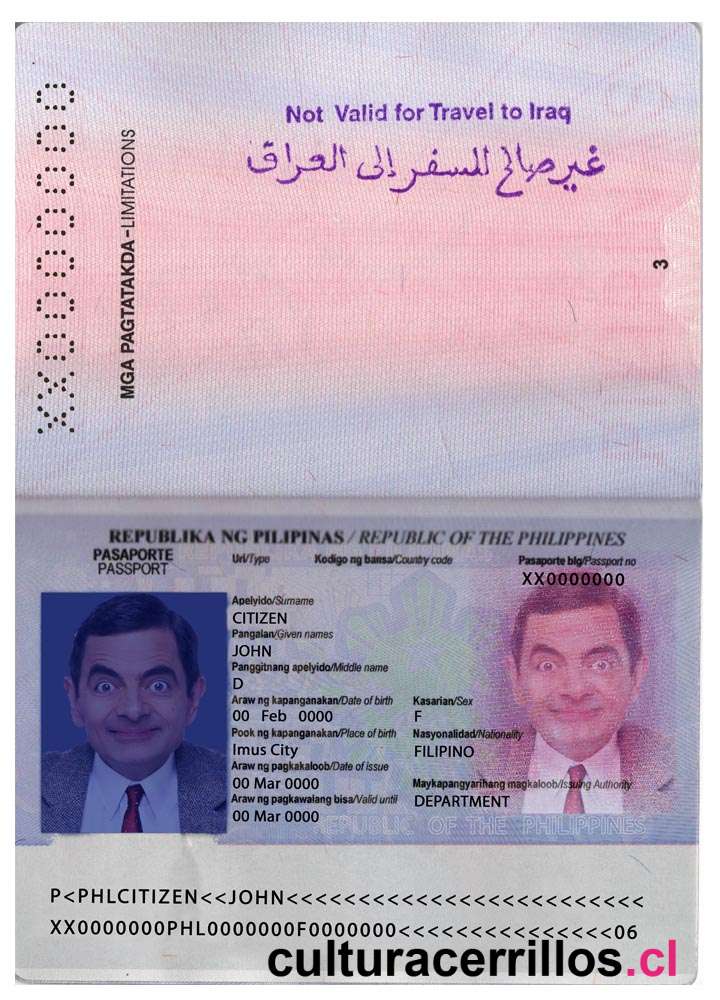 XX0000000
MGA PAGTATAKDA-LIMITATIONS
Not Valid for Travel to Iraq
غير صالح للسفر إلى العراق
3
REPUBLIKA NG PILIPINAS / REPUBLIC OF THE PHILIPPINES
PASAPORTE
PASSPORT
Uri/Type Kodigo ng bansa/Country code Pasaporte blg/Passport no
XX0000000
Apelyido/Surname
CITIZEN
Pangalan/Given names
JOHN
Panggitnang apelyido/Middle name
D
Araw ng kapanganakan/Date of birth Kasarian/Sex
00 Feb 0000 F
Pook ng kapanganakan/Place of birth Nasyonalidad/Nationality
Imus City FILIPINO
Araw ng pagkakaloob/Date of issue
00 Mar 0000 Maykapangyarihang magkaloob/Issuing Authority
Araw ng pagkawalang bisa/Valid until DEPARTMENT
00 Mar 0000
REPUBLIC OF THE PHILIPPINES
P<PHLCITIZEN<<JOHN<<<<<<<<<<<<<<<<<<<<<<<<<
XX0000000PHL0000000F0000000<<<<<<<<<<<<<<<06
culturacerrillos.cl